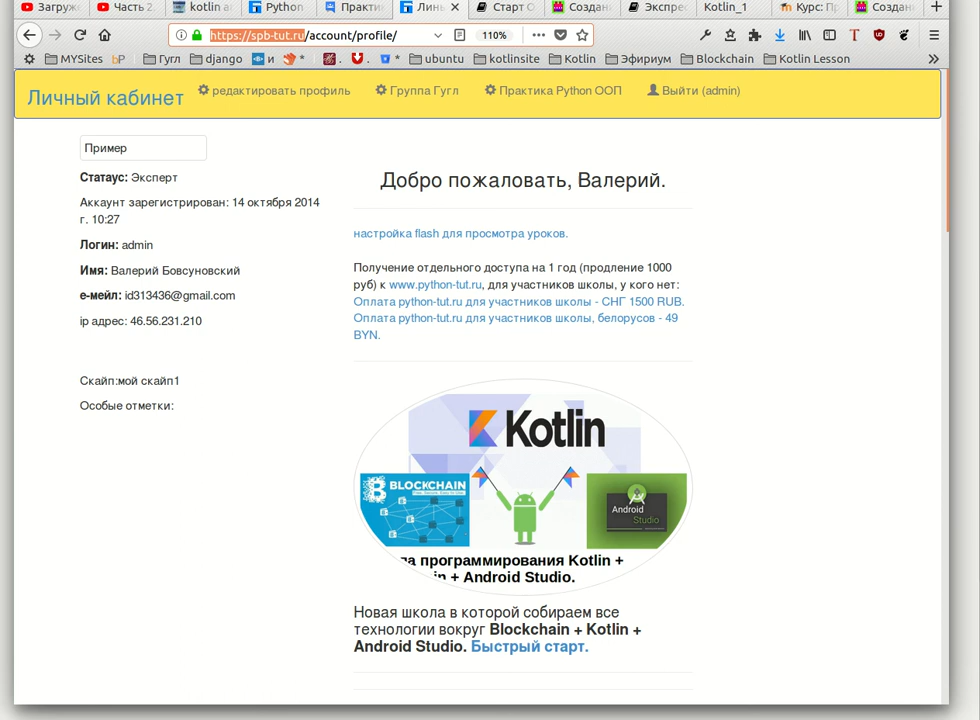 Загруже
Часть 2.
kotlin an
Python
Практи
Личн
Старт О
Создан
Экспрес
Kotlin_1
Курс: Пр
Создан
https://spb-tut.ru/account/profile/
110%
MYSites
bP
Гугл
django
и
ubuntu
kotlinsite
Kotlin
Эфириум
Blockchain
Kotlin Lesson
Личный кабинет
редактировать профиль
Группа Гугл
Практика Python ООП
Выйти (admin)
Пример
Статаус: Эксперт
Аккаунт зарегистрирован: 14 октября 2014
г. 10:27
Логин: admin
Имя: Валерий Бовсуновский
е-мейл: id313436@gmail.com
ip адрес: 46.56.231.210
Скайп:мой скайп1
Особые отметки:
Добро пожаловать, Валерий.
настройка flash для просмотра уроков.
Получение отдельного доступа на 1 год (продление 1000
руб) к www.python-tut.ru, для участников школы, у кого нет:
Оплата python-tut.ru для участников школы - СНГ 1500 RUB.
Оплата python-tut.ru для участников школы, белорусов - 49
BYN.
Kotlin
BLOCKCHAIN
Android
Studio
ла программирования Kotlin +
in + Android Studio.
Новая школа в которой собираем все
технологии вокруг Blockchain + Kotlin +
Android Studio. Быстрый старт.